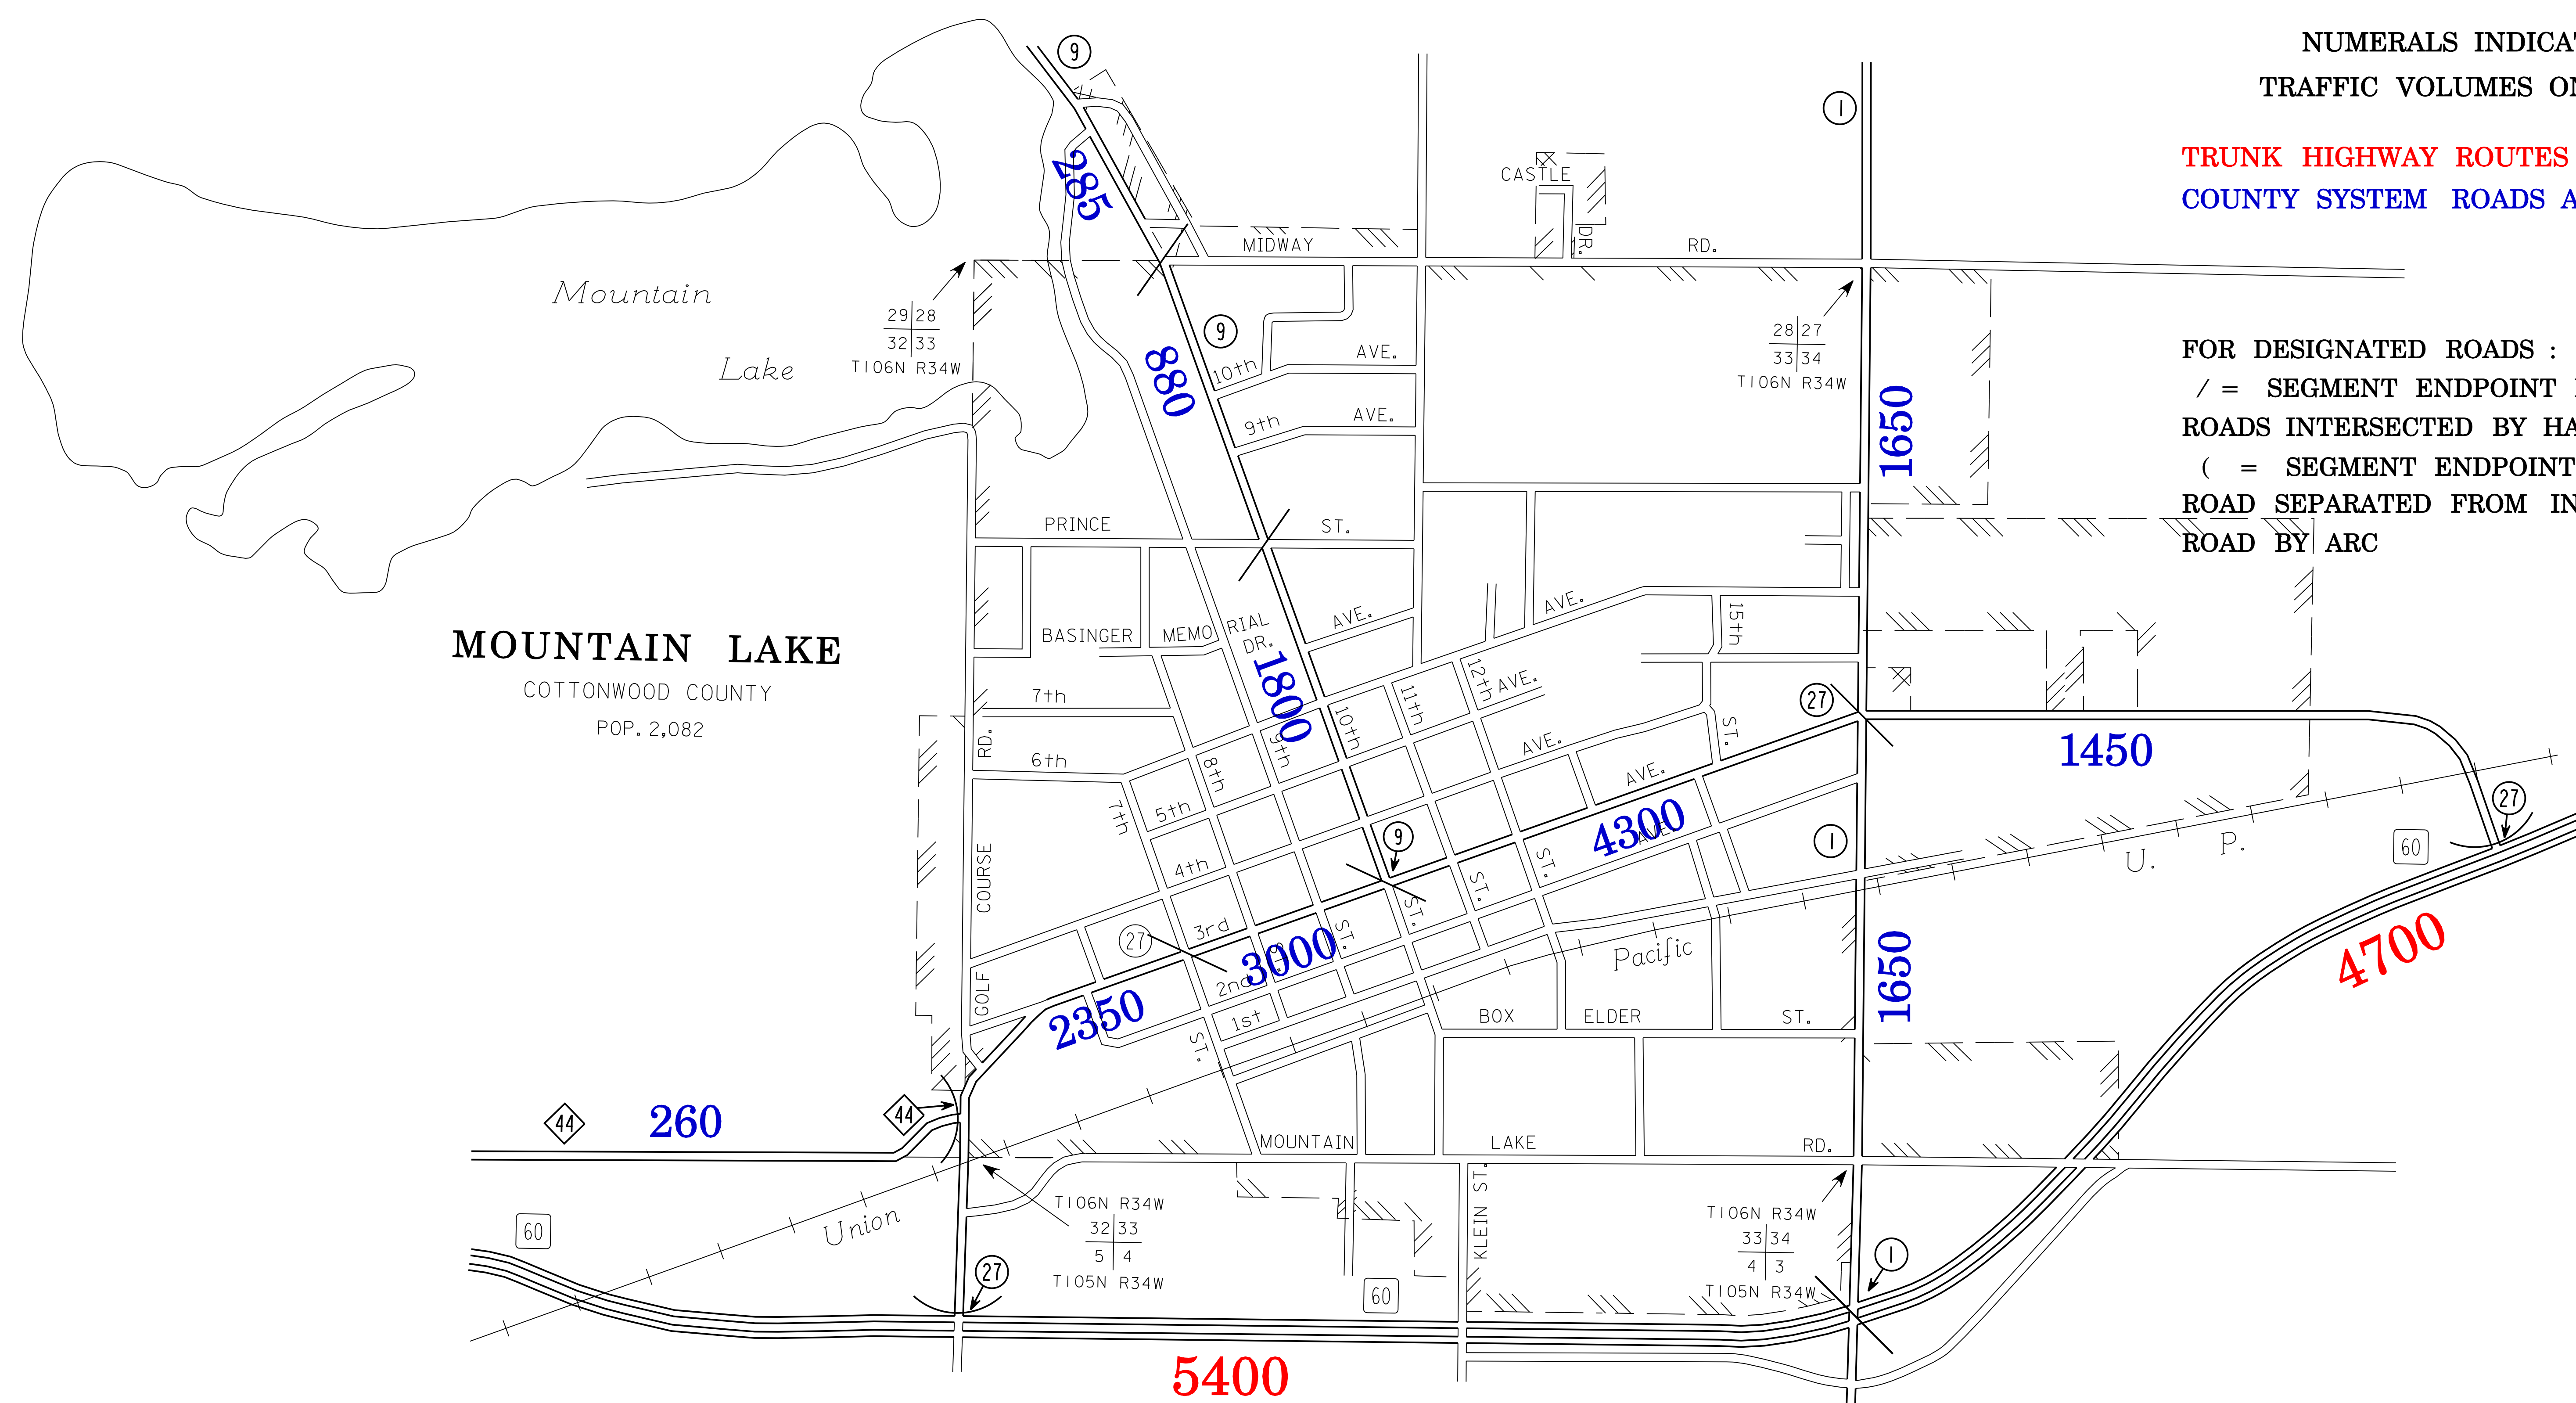 NUMERALS INDICA
TRAFFIC VOLUMES
TRUNK HIGHWAY ROUTES
COUNTY SYSTEM ROADS
FOR DESIGNATED ROADS :
/ = SEGMENT ENDPOINT
ROADS INTERSECTED BY
( = SEGMENT ENDPOINT
ROAD SEPARATED FROM
ROAD BY ARC
9
1
285
CASTLE
DR.
MIDWAY
RD.
Mountain
Lake
29 28
32 33
T106N R34W
28 27
33 34
T106N R34W
9
880
10th AVE.
9th AVE.
1650
PRINCE ST.
MOUNTAIN LAKE
COTTONWOOD COUNTY
POP. 2,082
BASINGER MEMORIAL DR.
AVE.
AVE.
15th
ST.
1800
7th
6th
5th
4th
3rd
2nd
1st
7th
8th
9th
10th
11th
12th
AVE.
AVE.
AVE.
27
1450
27
60
4300
9
1
ST.
ST.
ST.
ST.
ST.
GOLF COURSE RD.
27
3000
2350
Union Pacific
U. P.
4700
1650
BOX ELDER ST.
44
260
44
MOUNTAIN LAKE RD.
KLEIN ST.
60
T106N R34W
32 33
5 4
T105N R34W
T106N R34W
33 34
4 3
T105N R34W
27
60
1
5400